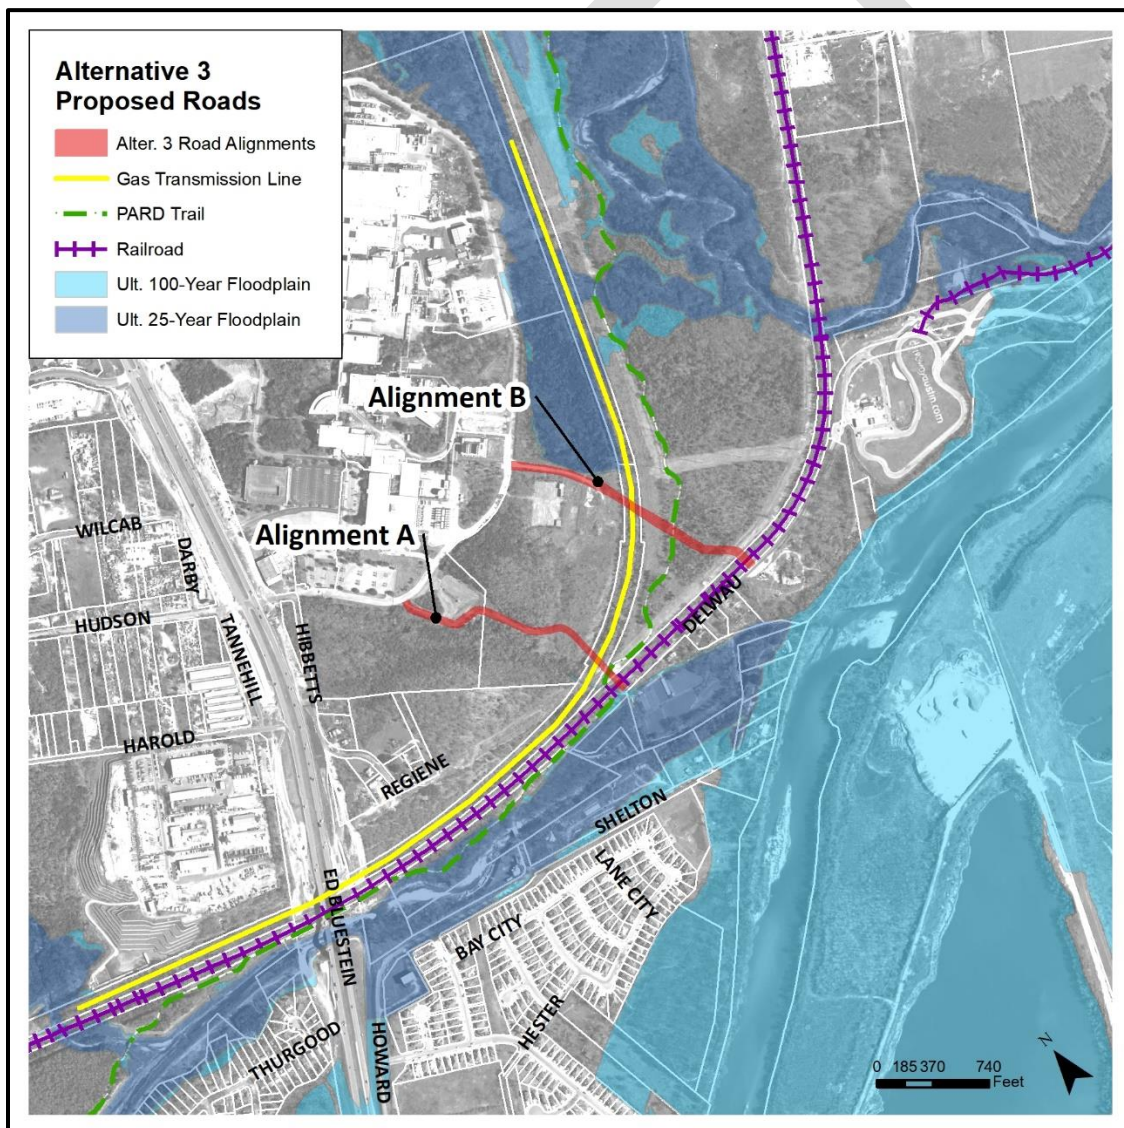 Alternative 3
Proposed Roads
Alter. 3 Road Alignments
Gas Transmission Line
PARD Trail
Railroad
Ult. 100-Year Floodplain
Ult. 25-Year Floodplain
Alignment B
Alignment A
WILCAB
DARBY
HUDSON
TANNEHILL
HIBBETTS
DELWAU
HAROLD
REGIENE
SHELTON
LANE CITY
ED BLUESTEIN
BAY CITY
HESTER
THURGOOD
HOWARD
N
0 185 370 740
Feet